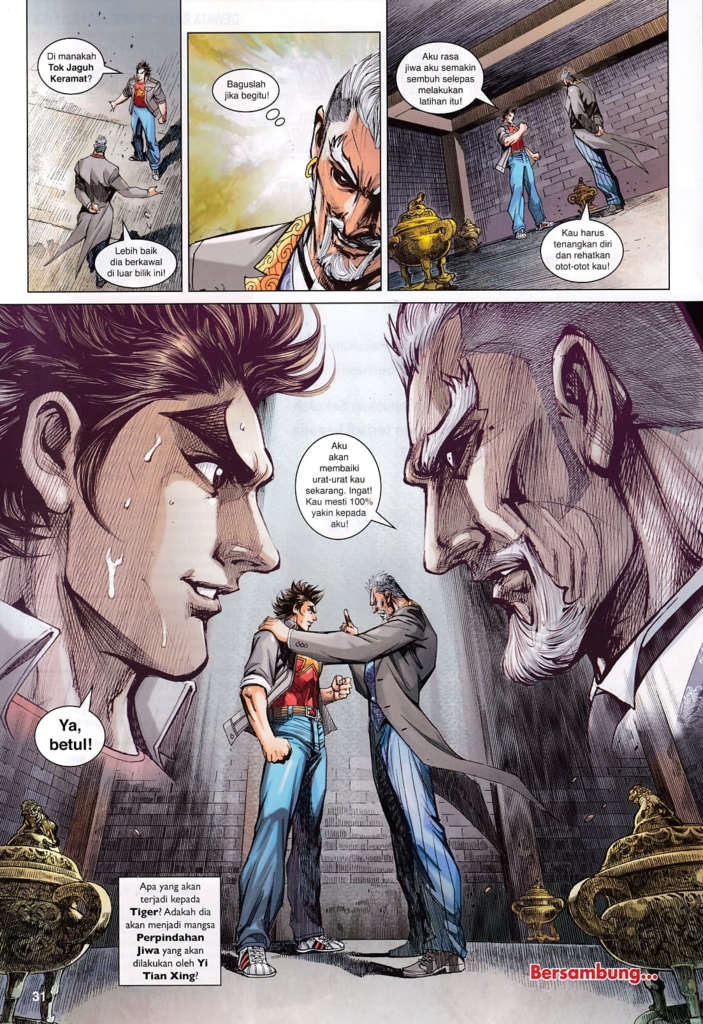 Di manakah
Tok Jaguh
Keramat?
Lebih baik
dia berkawal
di luar bilik ini!
Baguslah
jika begitu!
Aku rasa
jiwa aku semakin
sembuh selepas
melakukan
latihan itu!
Kau harus
tenangkan diri
dan rehatkan
otot-otot kau!
Aku
akan
membaiki
urat-urat kau
sekarang. Ingat!
Kau mesti 100%
yakin kepada
aku!
Ya,
betul!
Apa yang akan
terjadi kepada
Tiger? Adakah dia
akan menjadi mangsa
Perpindahan
Jiwa yang akan
dilakukan oleh Yi
Tian Xing?
Bersambung...
31